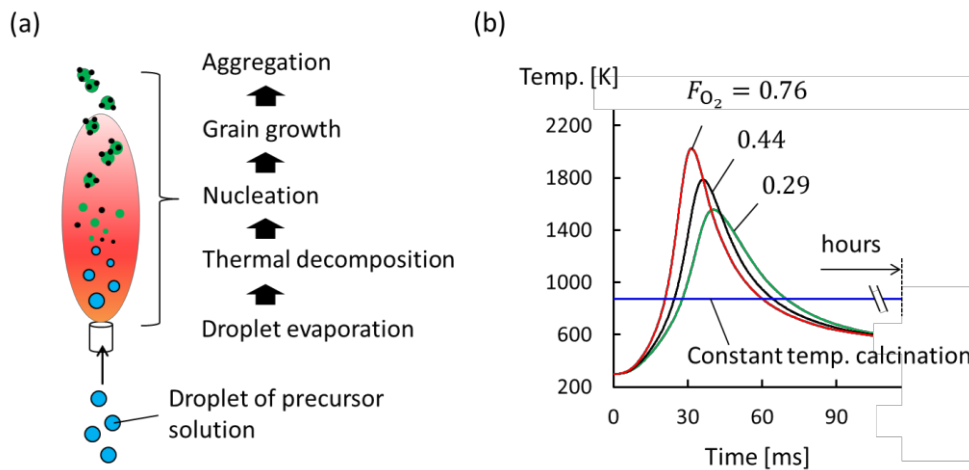 (a)
Aggregation
Grain growth
Nucleation
Thermal decomposition
Droplet evaporation
Droplet of precursor
solution
(b)
Temp. [K]
F_O₂ = 0.76
0.44
0.29
hours
Constant temp. calcination
2200
1800
1400
1000
600
200
0
30
60
90
Time [ms]